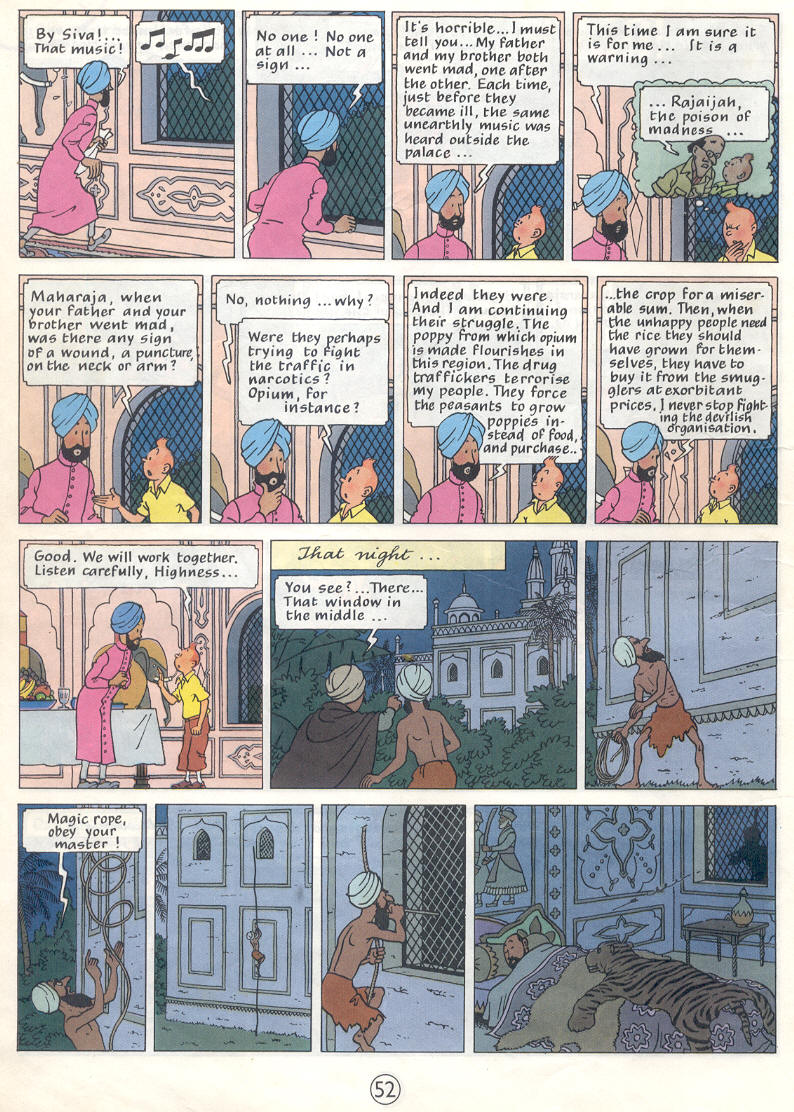 By Siva!...
That music!
No one! No one
at all ... Not a
sign ...
It's horrible... I must
tell you... My father
and my brother both
went mad, one after
the other. Each time,
just before they
became ill, the same
unearthly music was
heard outside the
palace ...
This time I am sure it
is for me ... It is a
warning ...
... Rajaijah,
the poison of
madness ...
Maharaja, when
your father and your
brother went mad,
was there any sign
of a wound, a puncture,
on the neck or arm?
No, nothing ... why?
Were they perhaps
trying to fight
the traffic in
narcotics?
Opium, for
instance?
Indeed they were.
And I am continuing
their struggle. The
poppy from which opium
is made flourishes in
this region. The drug
traffickers terrorise
my people. They force
the peasants to grow
poppies in-
stead of food,
and purchase..
...the crop for a miser-
able sum. Then, when
the unhappy people need
the rice they should
have grown for them-
selves, they have to
buy it from the smug-
glers at exorbitant
prices. I never stop fight-
ing the devilish
organisation.
Good. We will work together.
Listen carefully, Highness...
That night ...
You see? ... There...
That window in
the middle ...
Magic rope,
obey your
master!
52